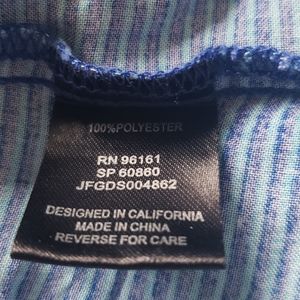 100%POLYESTER
RN 96161
SP 60860
JFGDS004862
DESIGNED IN CALIFORNIA
MADE IN CHINA
REVERSE FOR CARE